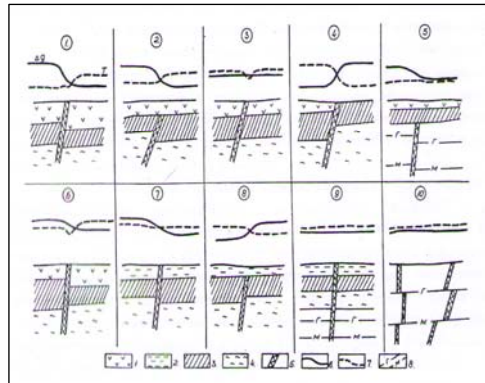 ① ② ③ ④ ⑤
Δg T
Г Г
М М
⑥ ⑦ ⑧ ⑨ ⑩
Г Г Г
М М М
1 2 3 4 5 6 7 8